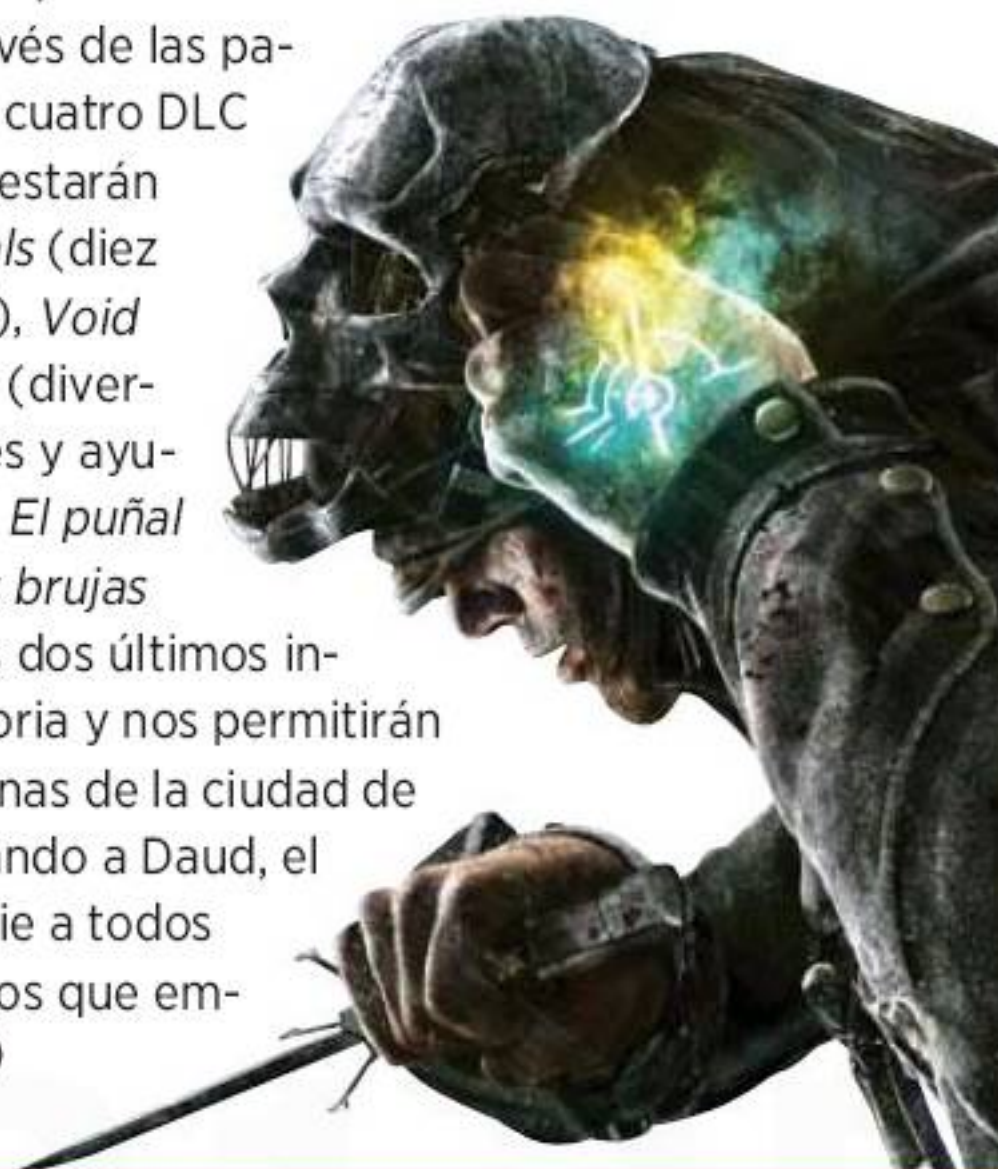 vés de las pa-
cuatro DLC
estarán
ls (diez
), Void
(diver-
es y ayu-
El puñal
brujas
dos últimos in-
oria y nos permitirán
nas de la ciudad de
ando a Daud, el
ie a todos
os que em-
)